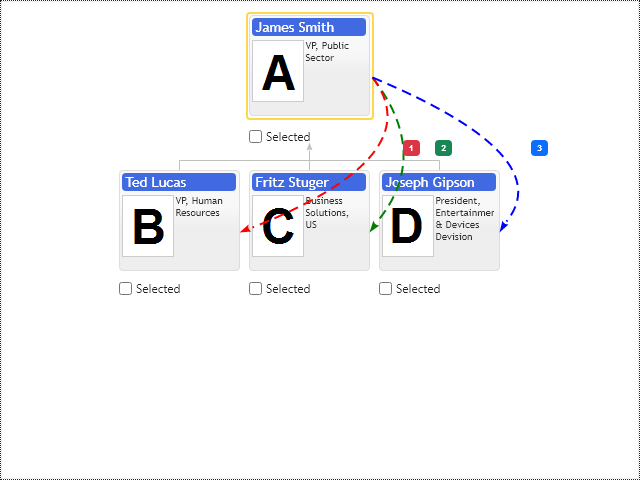 James Smith
A
VP, Public
Sector
Selected
1
2
3
Ted Lucas
B
VP, Human
Resources
Fritz Stuger
C
Business
Solutions,
US
Joseph Gipson
D
President,
Entertainmer
& Devices
Devision
Selected
Selected
Selected